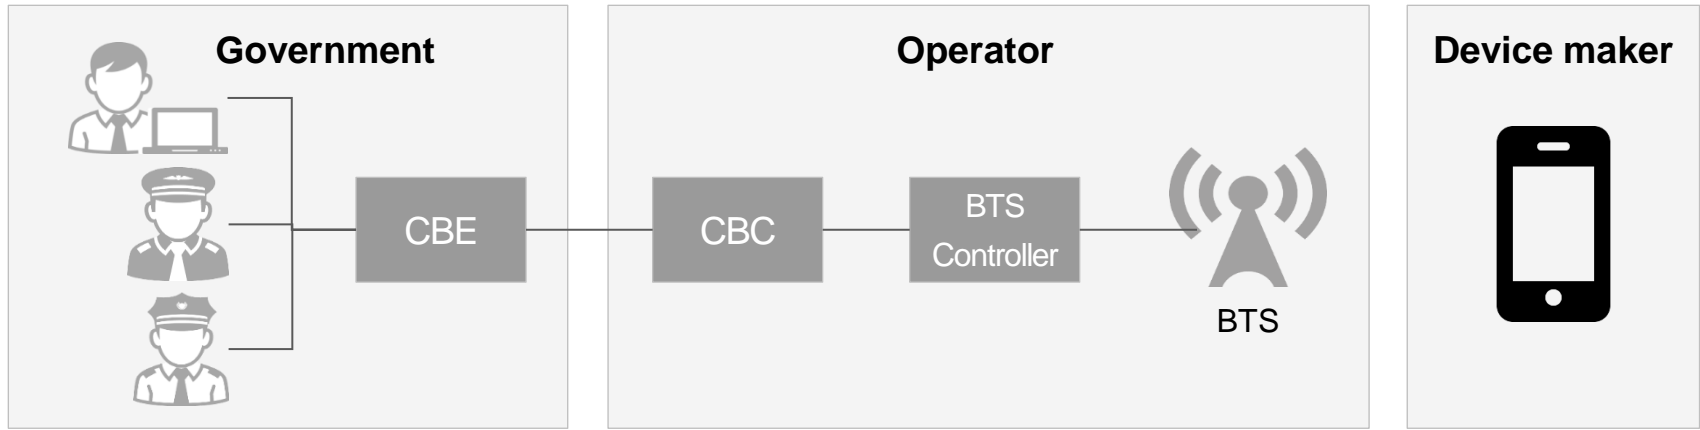 Government
Operator
Device maker
CBE
CBC
BTS
Controller
BTS